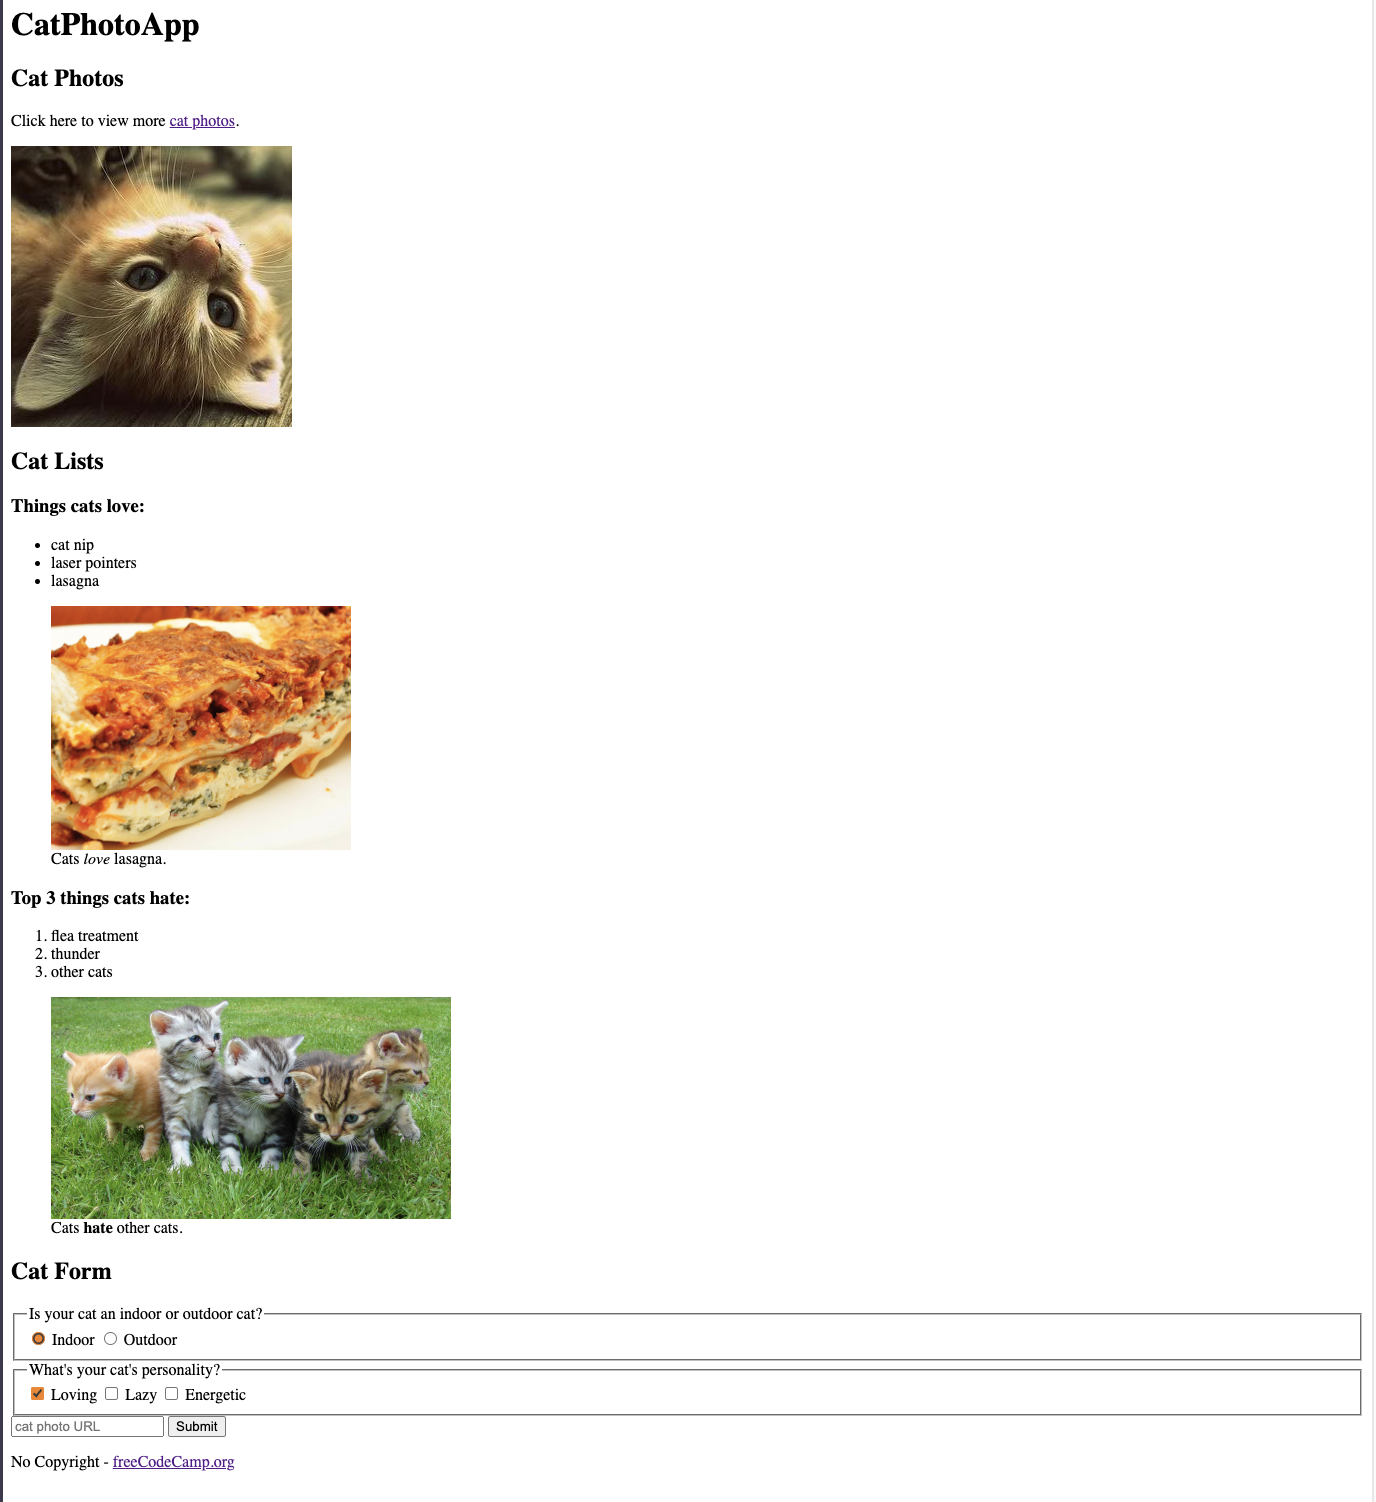 CatPhotoApp
Cat Photos
Click here to view more cat photos.
Cat Lists
Things cats love:
• cat nip
• laser pointers
• lasagna
Cats love lasagna.
Top 3 things cats hate:
1. flea treatment
2. thunder
3. other cats
Cats hate other cats.
Cat Form
Is your cat an indoor or outdoor cat?
Indoor Outdoor
What's your cat's personality?
Loving Lazy Energetic
cat photo URL Submit
No Copyright - freeCodeCamp.org